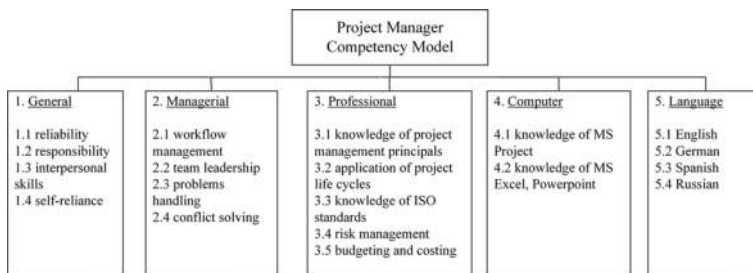 Project Manager
Competency Model
1. General
1.1 reliability
1.2 responsibility
1.3 interpersonal
skills
1.4 self-reliance
2. Managerial
2.1 workflow
management
2.2 team leadership
2.3 problems
handling
2.4 conflict solving
3. Professional
3.1 knowledge of project
management principals
3.2 application of project
life cycles
3.3 knowledge of ISO
standards
3.4 risk management
3.5 budgeting and costing
4. Computer
4.1 knowledge of MS
Project
4.2 knowledge of MS
Excel, Powerpoint
5. Language
5.1 English
5.2 German
5.3 Spanish
5.4 Russian